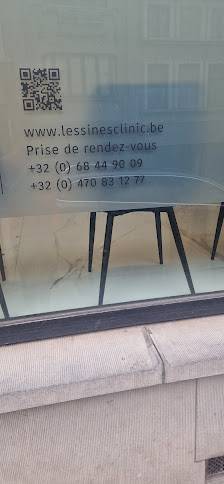 www.lessinesclinic.be
Prise de rendez-vous
+32 (0) 68 44 90 09
+32 (0) 470 83 12 77